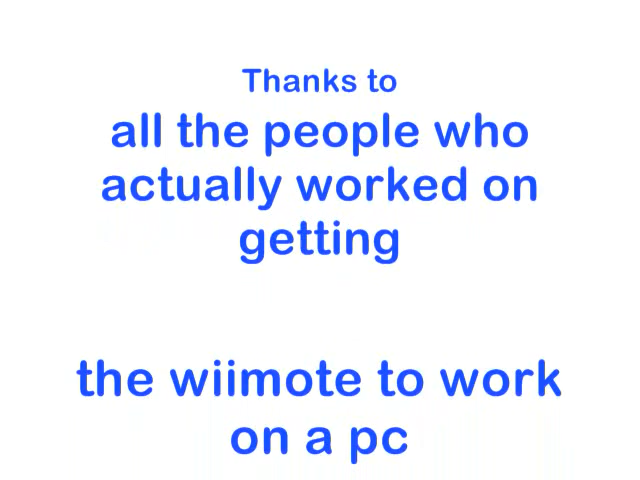 Thanks to
all the people who
actually worked on
getting
the wiimote to work
on a pc